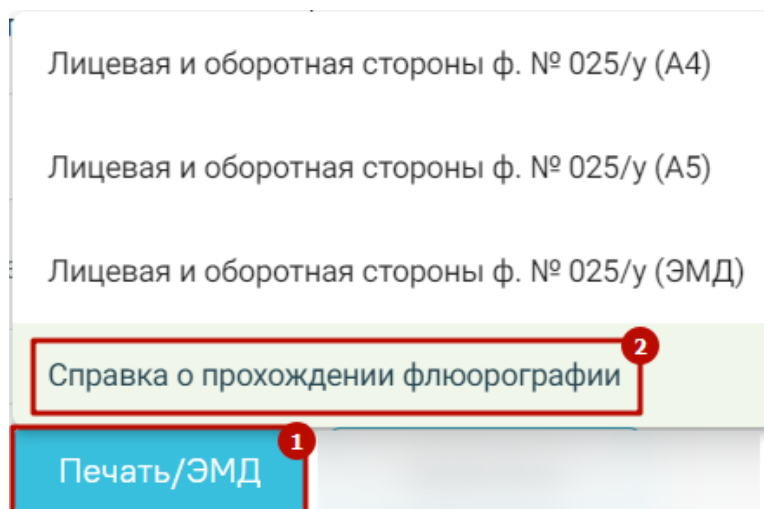 Лицевая и оборотная стороны ф. № 025/у (А4)
Лицевая и оборотная стороны ф. № 025/у (А5)
Лицевая и оборотная стороны ф. № 025/у (ЭМД)
Справка о прохождении флюорографии
2
Печать/ЭМД
1